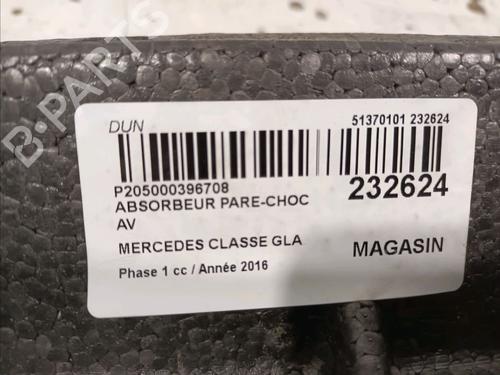 B-PARTS
DUN
51370101 232624
P205000396708
232624
ABSORBEUR PARE-CHOC
AV
MERCEDES CLASSE GLA
MAGASIN
Phase 1 cc / Année 2016